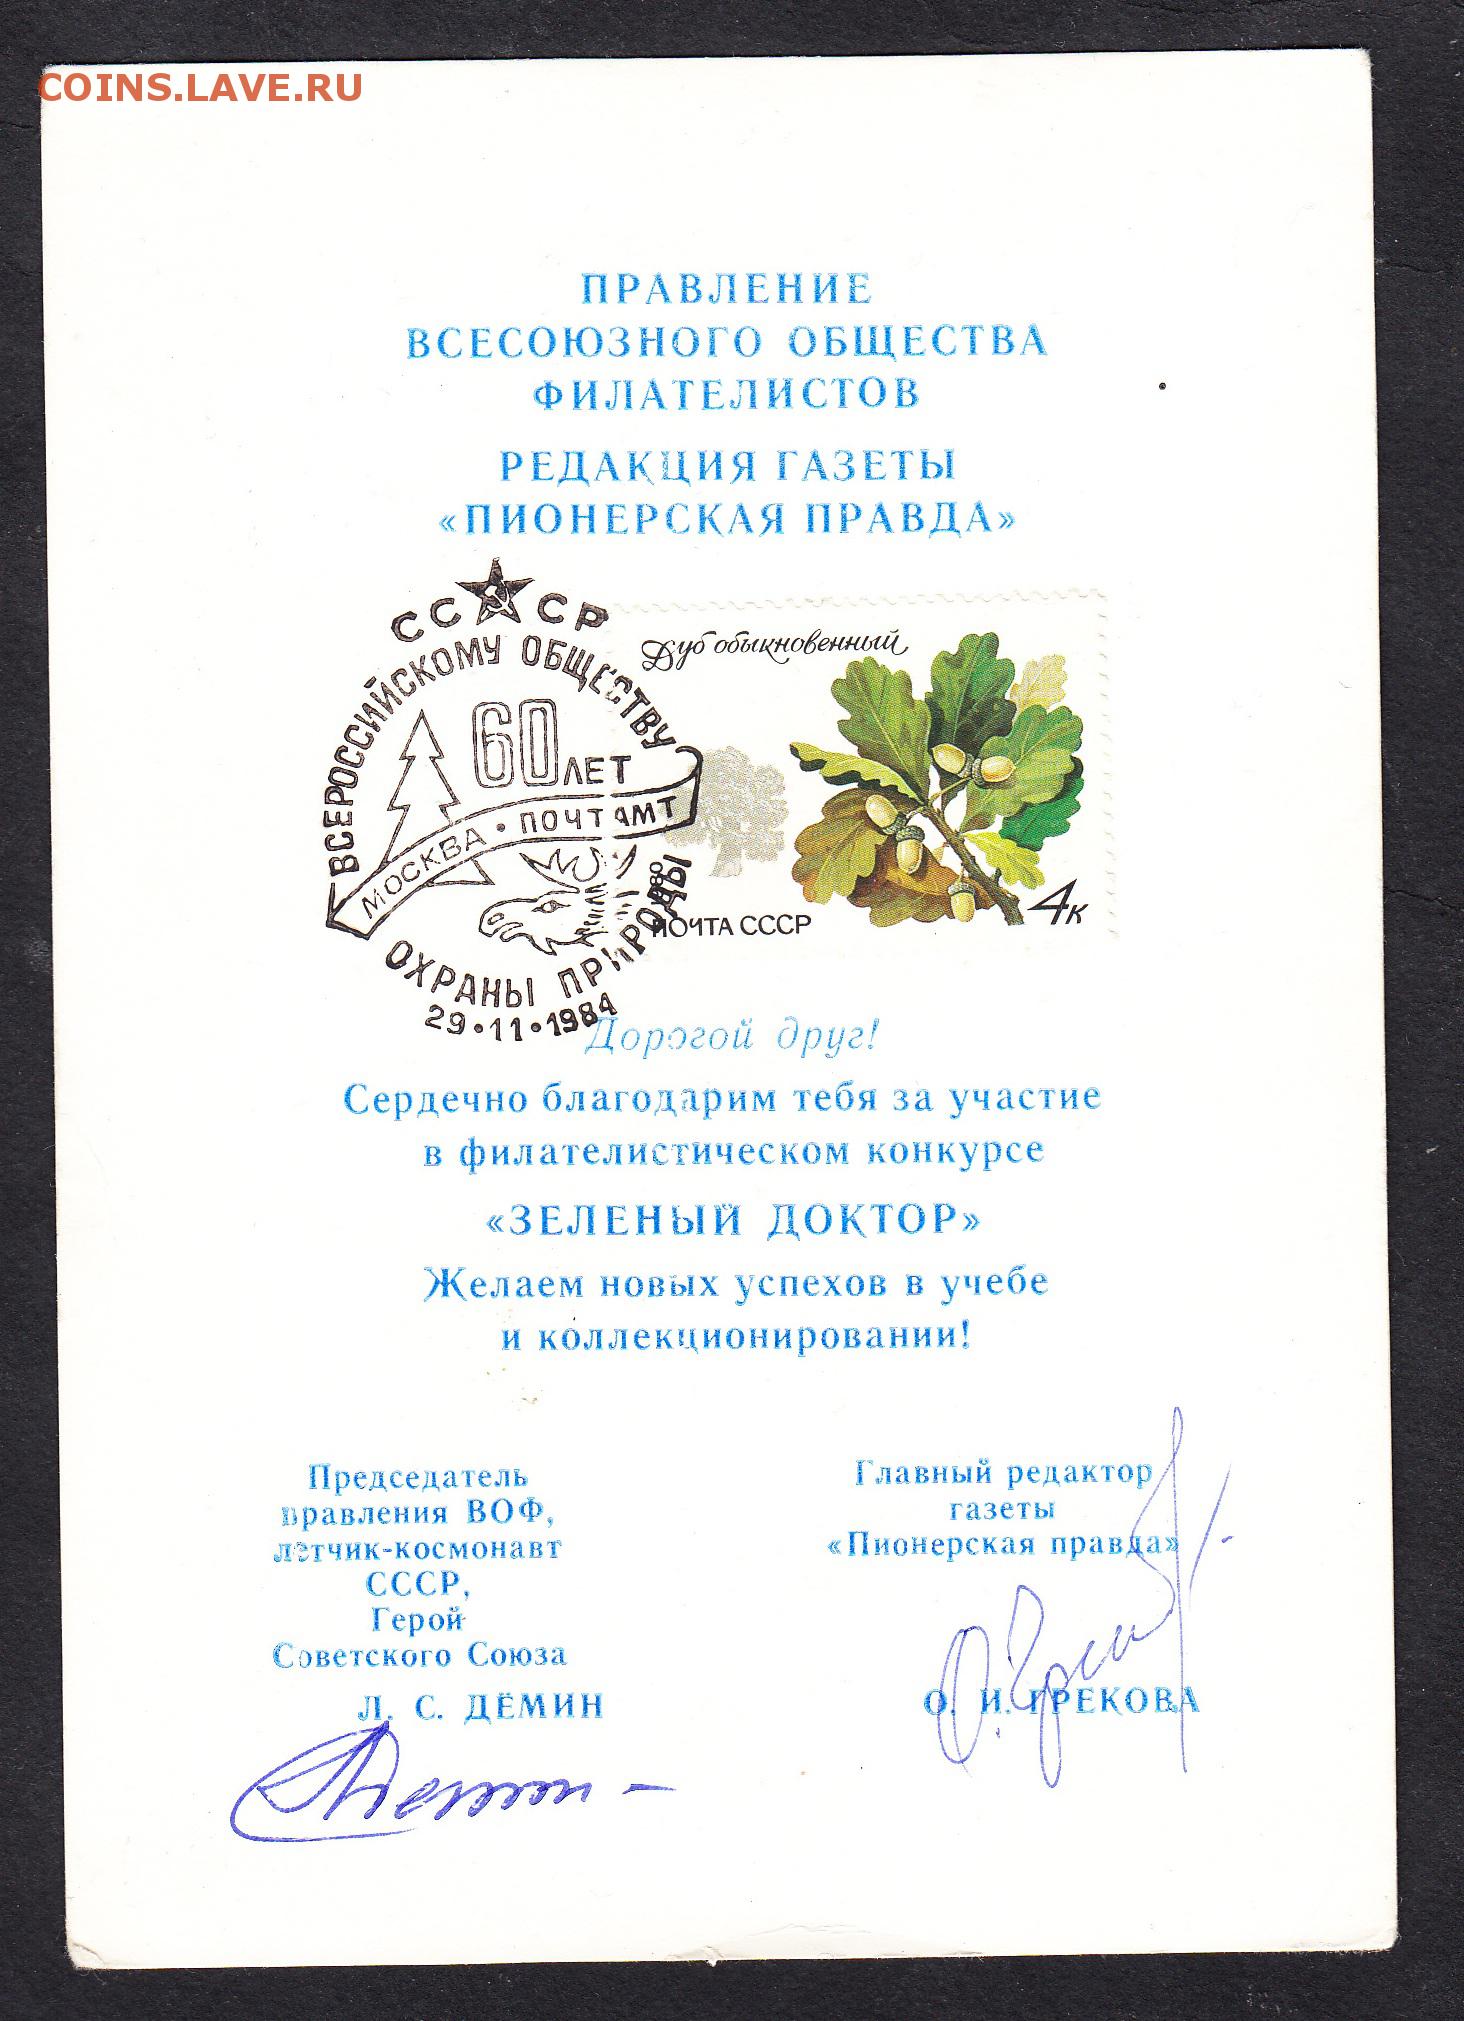 COINS.LAVE.RU
ПРАВЛЕНИЕ
ВСЕСОЮЗНОГО ОБЩЕСТВА
ФИЛАТЕЛИСТОВ
РЕДАКЦИЯ ГАЗЕТЫ
«ПИОНЕРСКАЯ ПРАВДА»
СССР
ВСЕРОССИЙСКОМУ ОБЩЕСТВУ
60 ЛЕТ
МОСКВА • ПОЧТАМТ
ОХРАНЫ ПРИРОДЫ
29•11•1984
Дуб обыкновенный
4к
ПОЧТА СССР
Дорогой друг!
Сердечно благодарим тебя за участие
в филателистическом конкурсе
«ЗЕЛЕНЫЙ ДОКТОР»
Желаем новых успехов в учебе
и коллекционировании!
Председатель
правления ВОФ,
летчик-космонавт
СССР,
Герой
Советского Союза
Л. С. ДЁМИН
Главный редактор
газеты
«Пионерская правда»
О. И. ГРЕКОВА